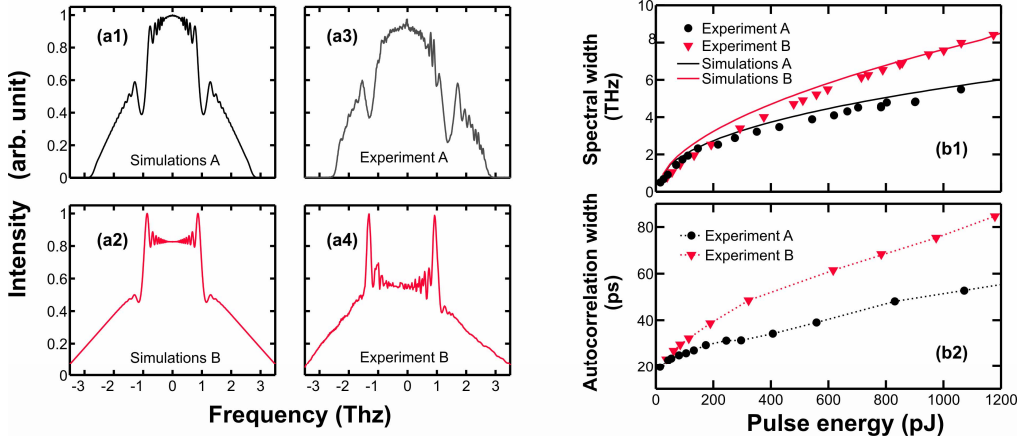 (a1)
Simulations A
1
0.8
0.6
0.4
0.2
0
(a3)
Experiment A
(a2)
Simulations B
1
0.8
0.6
0.4
0.2
0
-3 -2 -1 0 1 2 3
(a4)
Experiment B
-3 -2 -1 0 1 2 3
Intensity (arb. unit)
Frequency (Thz)
Spectral width
(THz)
10
8
6
4
2
0
Experiment A
Experiment B
Simulations A
Simulations B
(b1)
Autocorrelation width
(ps)
80
60
40
20
Experiment A
Experiment B
(b2)
0 200 400 600 800 1000 1200
Pulse energy (pJ)